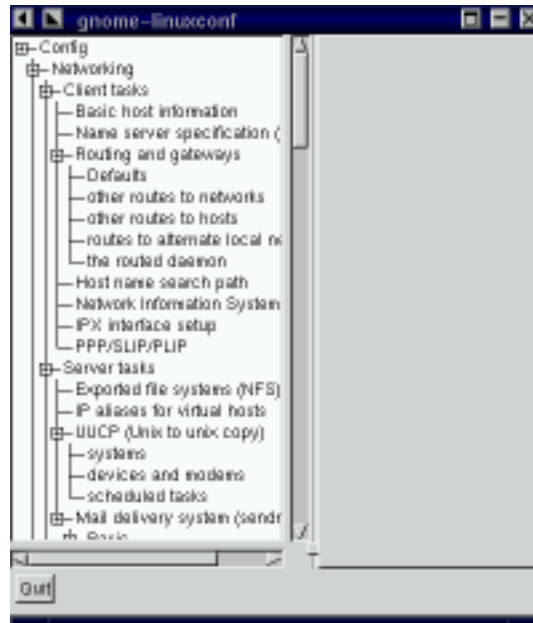 gnome-linuxconf
Config
Networking
Client tasks
Basic host information
Name server specification (
Routing and gateways
Defaults
other routes to networks
other routes to hosts
routes to alternate local ne
the routed daemon
Host name search path
Network Information System
IPX interface setup
PPP/SLIP/PLIP
Server tasks
Exported file systems (NFS)
IP aliases for virtual hosts
UUCP (Unix to unix copy)
systems
devices and modems
scheduled tasks
Mail delivery system (sendr
Basic
Quit